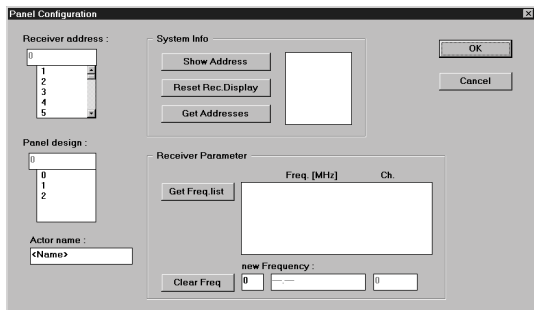 Panel Configuration
Receiver address :
0
1
2
3
4
5
Panel design :
0
0
1
2
Actor name :
<Name>
System Info
Show Address
Reset Rec.Display
Get Addresses
OK
Cancel
Receiver Parameter
Freq. [MHz] Ch.
Get Freq.list
new Frequency :
Clear Freq 0 ---.--- 0